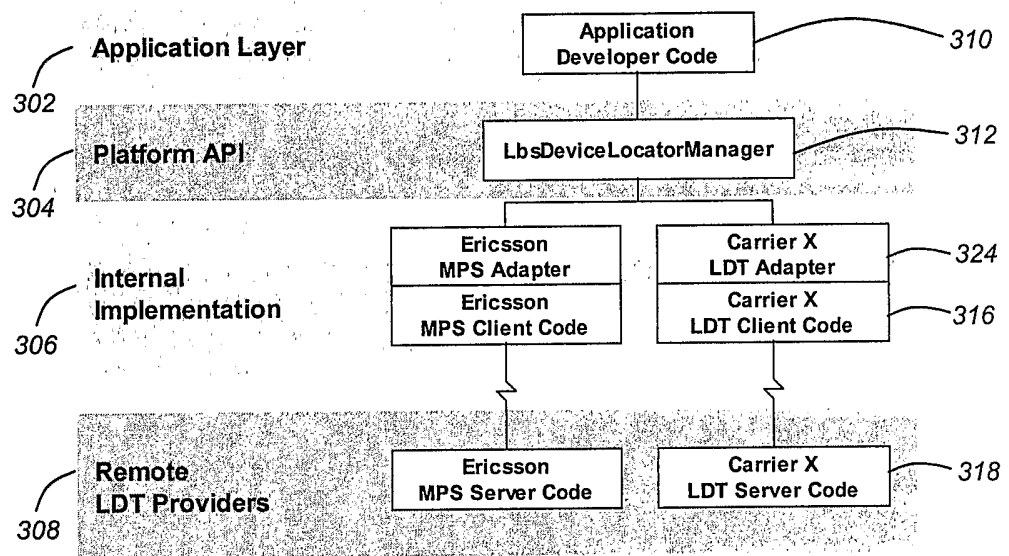 Application Layer
302
Application
Developer Code
310
Platform API
304
LbsDeviceLocatorManager
312
Internal
Implementation
306
Ericsson
MPS Adapter
Ericsson
MPS Client Code
Carrier X
LDT Adapter
324
Carrier X
LDT Client Code
316
Remote
LDT Providers
308
Ericsson
MPS Server Code
Carrier X
LDT Server Code
318